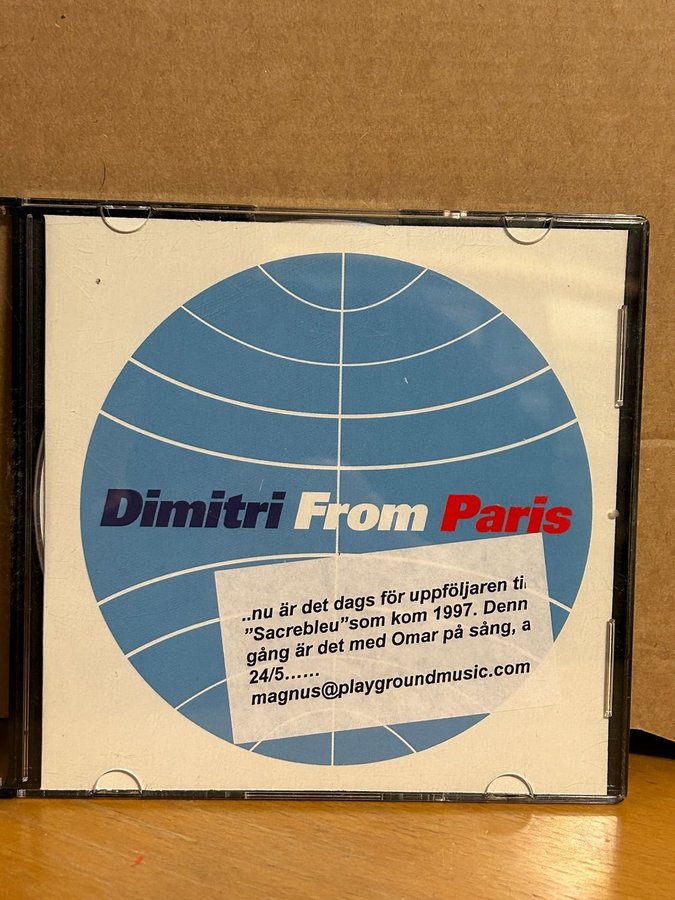 Dimitri From Paris
..nu är det dags för uppföljaren til
”Sacrebleu”som kom 1997. Denn
gång är det med Omar på sång, a
24/5……
magnus@playgroundmusic.com